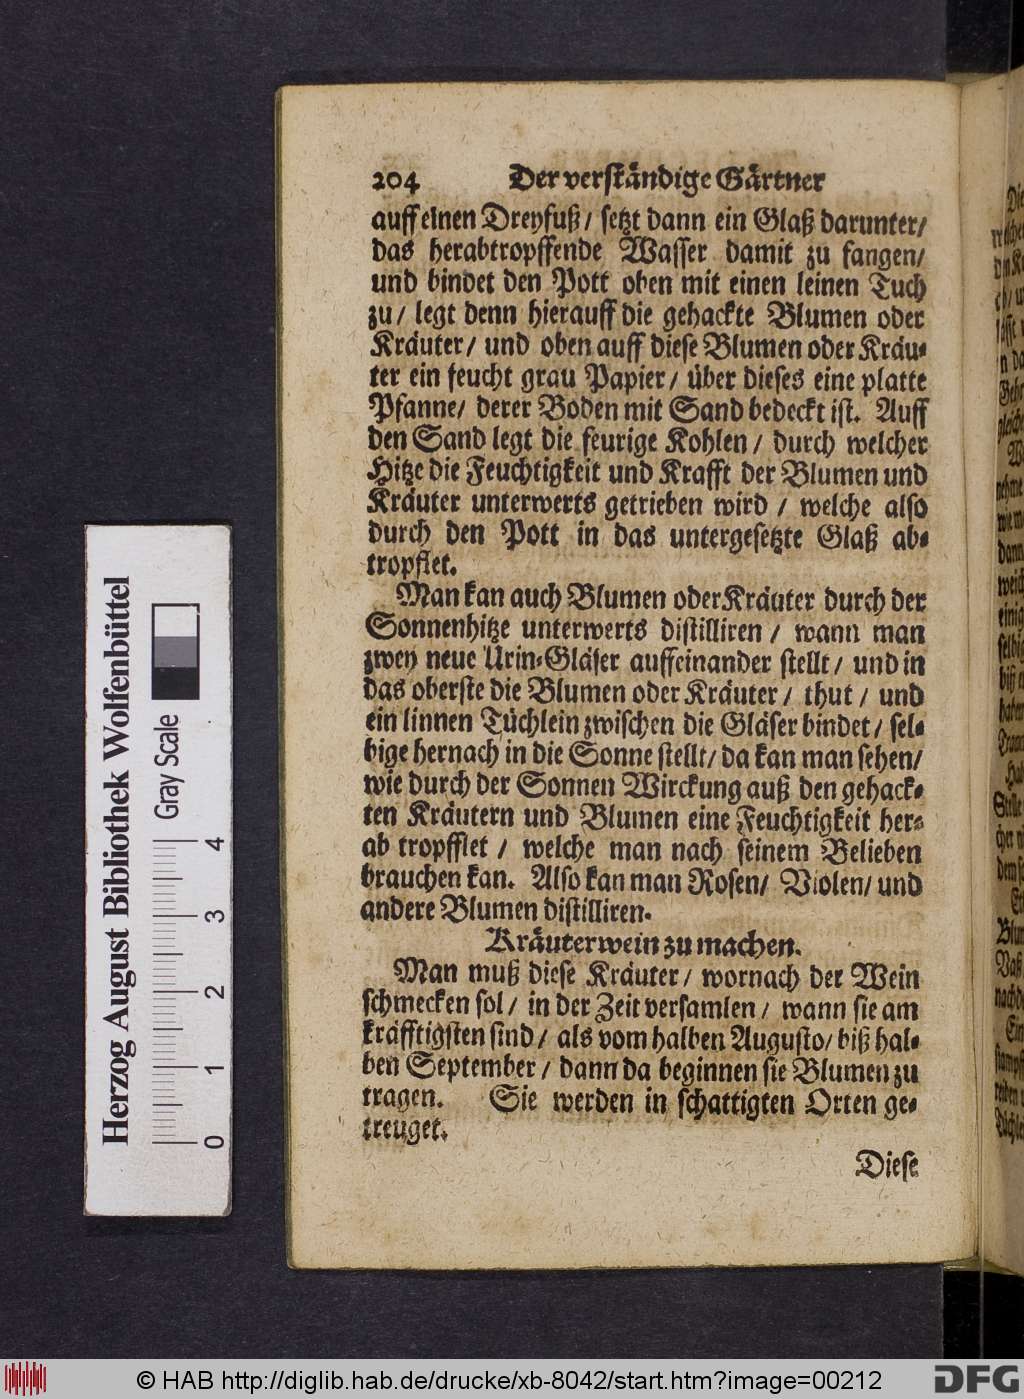 204 Der verständige Gärtner
auff einen Dreyfuß / setzt dann ein Glaß darunter/
das herabtropffende Wasser damit zu fangen/
und bindet den Pott oben mit einen leinen Tuch
zu / legt denn hierauff die gehackte Blumen oder
Kräuter / und oben auff diese Blumen oder Kräu-
ter ein feucht grau Papier / über dieses eine platte
Pfanne/ derer Boden mit Sand bedeckt ist. Auff
den Sand legt die feurige Kohlen / durch welcher
Hitze die Feuchtigkeit und Krafft der Blumen und
Kräuter unterwerts getrieben wird / welche also
durch den Pott in das untergesetzte Glaß ab-
tropffet.
Man kan auch Blumen oder Kräuter durch der
Sonnenhitze unterwerts distilliren / wann man
zwey neue Urin-Gläser auffeinander stellt / und in
das oberste die Blumen oder Kräuter / thut / und
ein linnen Tüchlein zwischen die Gläser bindet / sel-
bige hernach in die Sonne stellt/ da kan man sehen/
wie durch der Sonnen Wirckung auß den gehack-
ten Kräutern und Blumen eine Feuchtigkeit her-
ab tropfflet / welche man nach seinem Belieben
brauchen kan. Also kan man Rosen/ Violen/ und
andere Blumen distilliren.
Kräuterwein zu machen.
Man muß diese Kräuter / wornach der Wein
schmecken sol / in der Zeit versamlen / wann sie am
kräfftigsten sind / als vom halben Augusto/ biß hal-
ben September / dann da beginnen sie Blumen zu
tragen. Sie werden in schattigten Orten ge-
treuget.
Diese
Herzog August Bibliothek Wolfenbüttel
Gray Scale
0 1 2 3 4
© HAB http://diglib.hab.de/drucke/xb-8042/start.htm?image=00212
DFG